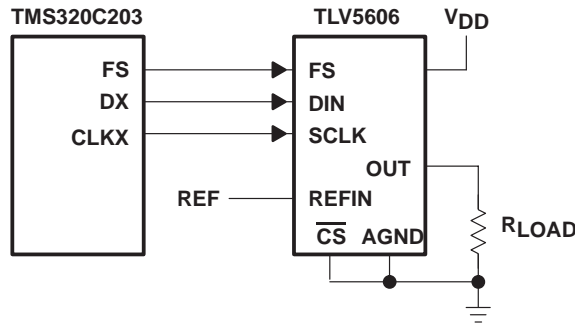 TMS320C203
TLV5606
VDD
FS
FS
DX
DIN
CLKX
SCLK
OUT
REF
REFIN
RLOAD
CS AGND